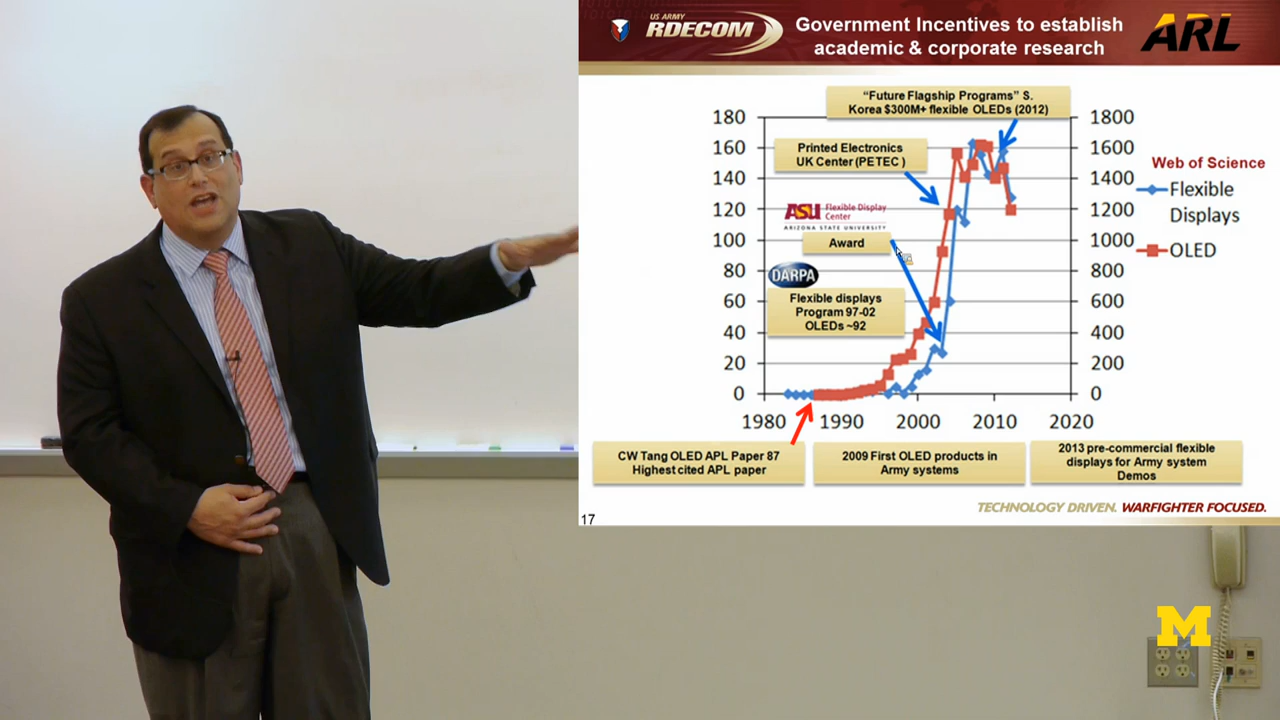 US ARMY
RDECOM
Government Incentives to establish
academic & corporate research
ARL
"Future Flagship Programs" S.
Korea $300M+ flexible OLEDs (2012)
180
160
140
120
100
80
60
40
20
0
1800
1600
1400
1200
1000
800
600
400
200
0
1980
1990
2000
2010
2020
Printed Electronics
UK Center (PETEC )
ASU Flexible Display
Center
ARIZONA STATE UNIVERSITY
Award
DARPA
Flexible displays
Program 97-02
OLEDs ~92
Web of Science
Flexible
Displays
OLED
CW Tang OLED APL Paper 87
Highest cited APL paper
2009 First OLED products in
Army systems
2013 pre-commercial flexible
displays for Army system
Demos
TECHNOLOGY DRIVEN. WARFIGHTER FOCUSED.
17
M